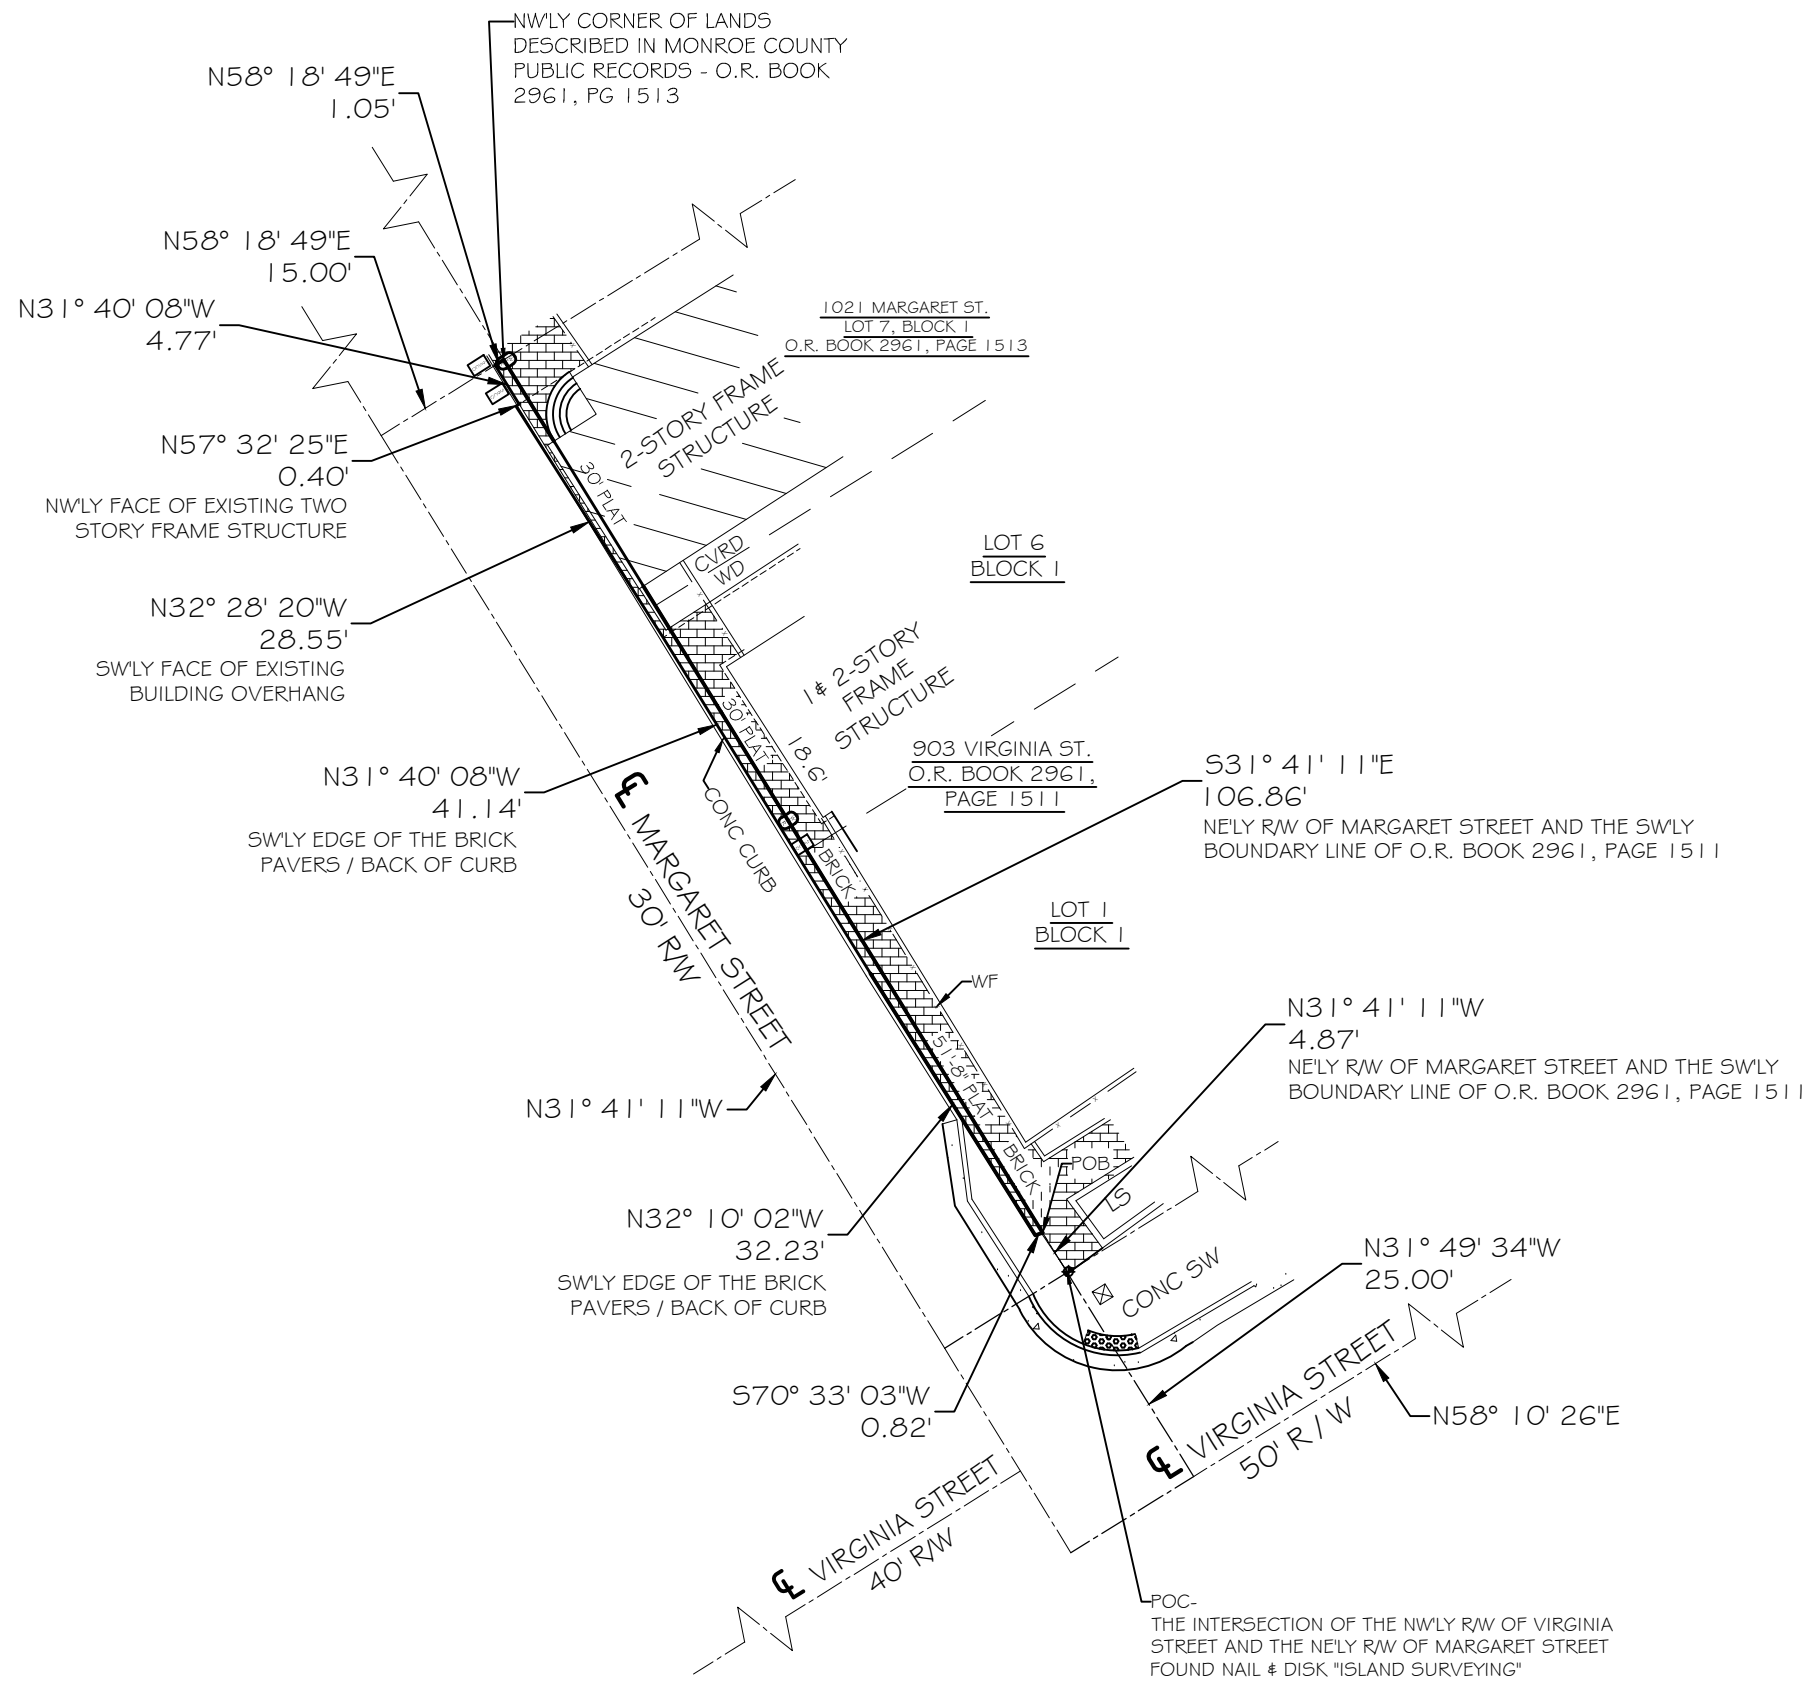 NW'LY CORNER OF LANDS
DESCRIBED IN MONROE COUNTY
PUBLIC RECORDS - O.R. BOOK
2961, PG 1513
N58° 18' 49"E
1.05'
N58° 18' 49"E
15.00'
N31° 40' 08"W
4.77'
1021 MARGARET ST.
LOT 7, BLOCK 1
O.R. BOOK 2961, PAGE 1513
2-STORY FRAME
STRUCTURE
N57° 32' 25"E
0.40'
NW'LY FACE OF EXISTING TWO
STORY FRAME STRUCTURE
30' PLAT
CVRD
WD
LOT 6
BLOCK 1
N32° 28' 20"W
28.55'
SW'LY FACE OF EXISTING
BUILDING OVERHANG
1 & 2-STORY
FRAME
STRUCTURE
30' PLAT
18.6'
903 VIRGINIA ST.
O.R. BOOK 2961,
PAGE 1511
S31° 41' 11"E
106.86'
NE'LY R/W OF MARGARET STREET AND THE SW'LY
BOUNDARY LINE OF O.R. BOOK 2961, PAGE 1511
N31° 40' 08"W
41.14'
SW'LY EDGE OF THE BRICK
PAVERS / BACK OF CURB
CONC CURB
BRICK
CL MARGARET STREET
30' R/W
LOT 1
BLOCK 1
WF
N31° 41' 11"W
4.87'
NE'LY R/W OF MARGARET STREET AND THE SW'LY
BOUNDARY LINE OF O.R. BOOK 2961, PAGE 1511
51'-8" PLAT
N31° 41' 11"W
BRICK
POB
LS
N32° 10' 02"W
32.23'
SW'LY EDGE OF THE BRICK
PAVERS / BACK OF CURB
CONC SW
N31° 49' 34"W
25.00'
S70° 33' 03"W
0.82'
CL VIRGINIA STREET
50' R / W
N58° 10' 26"E
CL VIRGINIA STREET
40' R/W
POC-
THE INTERSECTION OF THE NW'LY R/W OF VIRGINIA
STREET AND THE NE'LY R/W OF MARGARET STREET
FOUND NAIL & DISK "ISLAND SURVEYING"